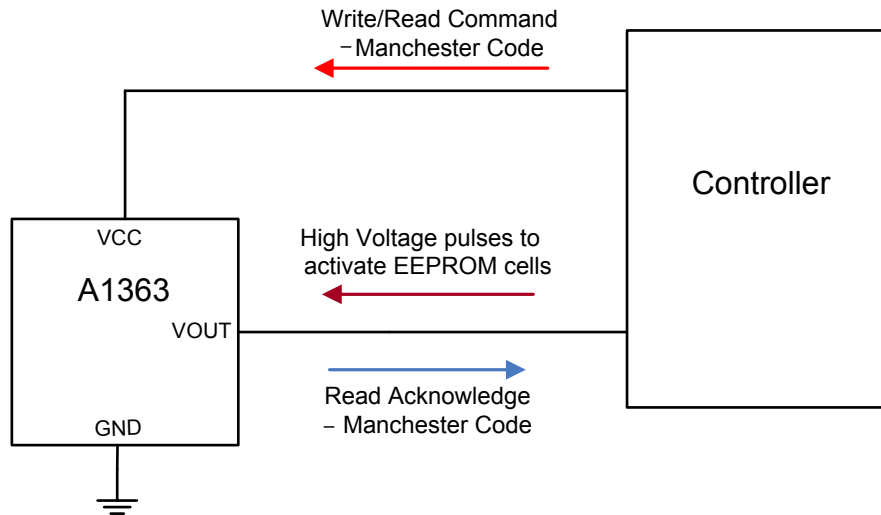 Write/Read Command
– Manchester Code
Controller
VCC
A1363
High Voltage pulses to
activate EEPROM cells
VOUT
Read Acknowledge
– Manchester Code
GND